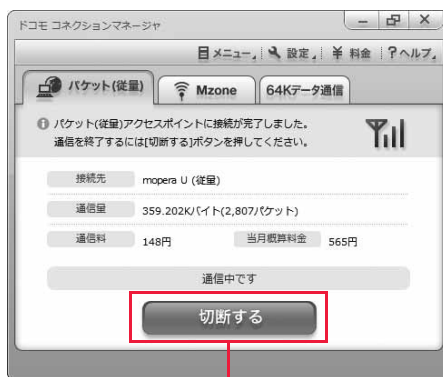 ドコモ コネクションマネージャ
メニュー 設定 ¥ 料金 ?ヘルプ
パケット(従量) Mzone 64Kデータ通信
パケット(従量)アクセスポイントに接続が完了しました。
通信を終了するには[切断する]ボタンを押してください。
接続先 mopera U (従量)
通信量 359.202Kバイト(2,807パケット)
通信料 148円 当月概算料金 565円
通信中です
切断する